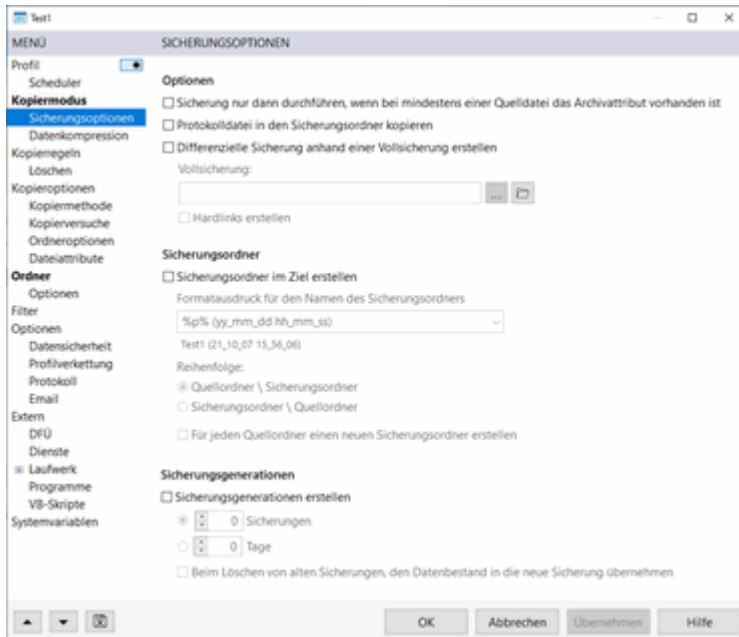 Test1
MENÜ
SICHERUNGSOPTIONEN
Profil
Scheduler
Kopiermodus
Sicherungsoptionen
Datenkompression
Kopierregeln
Löschen
Kopieroptionen
Kopiermethode
Kopierversuche
Ordneroptionen
Dateiattribute
Ordner
Optionen
Filter
Optionen
Datensicherheit
Profilverkettung
Protokoll
Email
Extern
DFÜ
Dienste
Laufwerk
Programme
VB-Skripte
Systemvariablen
Optionen
Sicherung nur dann durchführen, wenn bei mindestens einer Quelldatei das Archivattribut vorhanden ist
Protokolldatei in den Sicherungsordner kopieren
Differenzielle Sicherung anhand einer Vollsicherung erstellen
Vollsicherung:
...
Hardlinks erstellen
Sicherungsordner
Sicherungsordner im Ziel erstellen
Formatausdruck für den Namen des Sicherungsordners
%p% (yy_mm_dd hh_mm_ss)
Test1 (21_10_07 15_56_06)
Reihenfolge:
Quellordner \ Sicherungsordner
Sicherungsordner \ Quellordner
Für jeden Quellordner einen neuen Sicherungsordner erstellen
Sicherungsgenerationen
Sicherungsgenerationen erstellen
0 Sicherungen
0 Tage
Beim Löschen von alten Sicherungen, den Datenbestand in die neue Sicherung übernehmen
OK
Abbrechen
Übernehmen
Hilfe